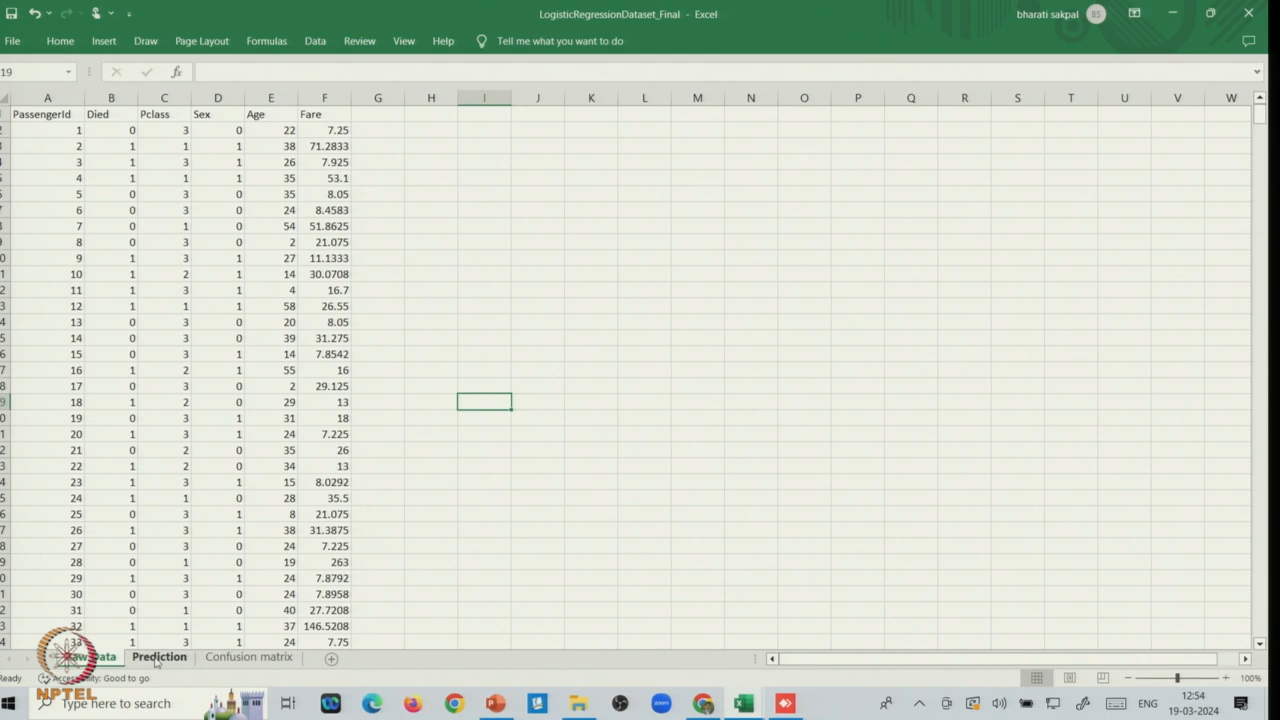 LogisticRegressionDataset_Final - Excel
bharati sakpal
BS
File Home Insert Draw Page Layout Formulas Data Review View Help Tell me what you want to do
19 fx
A B C D E F G H I J K L M N O P Q R S T U V W
PassengerId Died Pclass Sex Age Fare
1 0 3 0 22 7.25
2 1 1 1 38 71.2833
3 1 3 1 26 7.925
4 1 1 1 35 53.1
5 0 3 0 35 8.05
6 0 3 0 24 8.4583
7 0 1 0 54 51.8625
8 0 3 0 2 21.075
9 1 3 1 27 11.1333
10 1 2 1 14 30.0708
11 1 3 1 4 16.7
12 1 1 1 58 26.55
13 0 3 0 20 8.05
14 0 3 0 39 31.275
15 0 3 1 14 7.8542
16 1 2 1 55 16
17 0 3 0 2 29.125
18 1 2 0 29 13
19 0 3 1 31 18
20 1 3 1 24 7.225
21 0 2 0 35 26
22 1 2 0 34 13
23 1 3 1 15 8.0292
24 1 1 0 28 35.5
25 0 3 1 8 21.075
26 1 3 1 38 31.3875
27 0 3 0 24 7.225
28 0 1 0 19 263
29 1 3 1 24 7.8792
30 0 3 0 24 7.8958
31 0 1 0 40 27.7208
32 1 1 1 37 146.5208
33 1 3 1 24 7.75
Data Prediction Confusion matrix
Ready Accessibility: Good to go 100%
NPTEL
Type here to search
zoom
ENG
12:54
19-03-2024